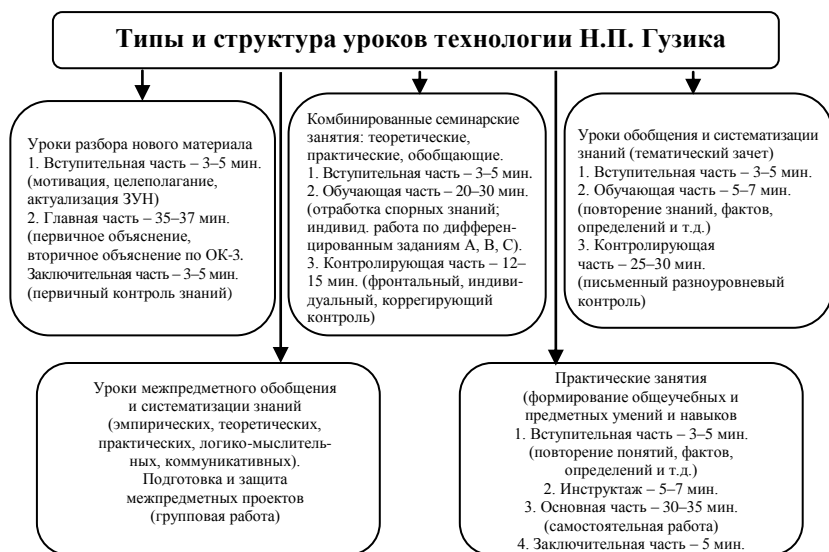 Типы и структура уроков технологии Н.П. Гузика
Уроки разбора нового материала
1. Вступительная часть – 3–5 мин.
(мотивация, целеполагание,
актуализация ЗУН)
2. Главная часть – 35–37 мин.
(первичное объяснение,
вторичное объяснение по ОК-3.
Заключительная часть – 3–5 мин.
(первичный контроль знаний)
Комбинированные семинарские
занятия: теоретические,
практические, обобщающие.
1. Вступительная часть – 3–5 мин.
2. Обучающая часть – 20–30 мин.
(отработка спорных знаний;
индивид. работа по дифферен-
цированным заданиям А, В, С).
3. Контролирующая часть – 12–
15 мин. (фронтальный, индиви-
дуальный, коррегирующий
контроль)
Уроки обобщения и систематизации
знаний (тематический зачет)
1. Вступительная часть – 3–5 мин.
2. Обучающая часть – 5–7 мин.
(повторение знаний, фактов,
определений и т.д.)
3. Контролирующая
часть – 25–30 мин.
(письменный разноуровневый
контроль)
Уроки межпредметного обобщения
и систематизации знаний
(эмпирических, теоретических,
практических, логико-мыслитель-
ных, коммуникативных).
Подготовка и защита
межпредметных проектов
(групповая работа)
Практические занятия
(формирование общеучебных и
предметных умений и навыков
1. Вступительная часть – 3–5 мин.
(повторение понятий, фактов,
определений и т.д.)
2. Инструктаж – 5–7 мин.
3. Основная часть – 30–35 мин.
(самостоятельная работа)
4. Заключительная часть – 5 мин.